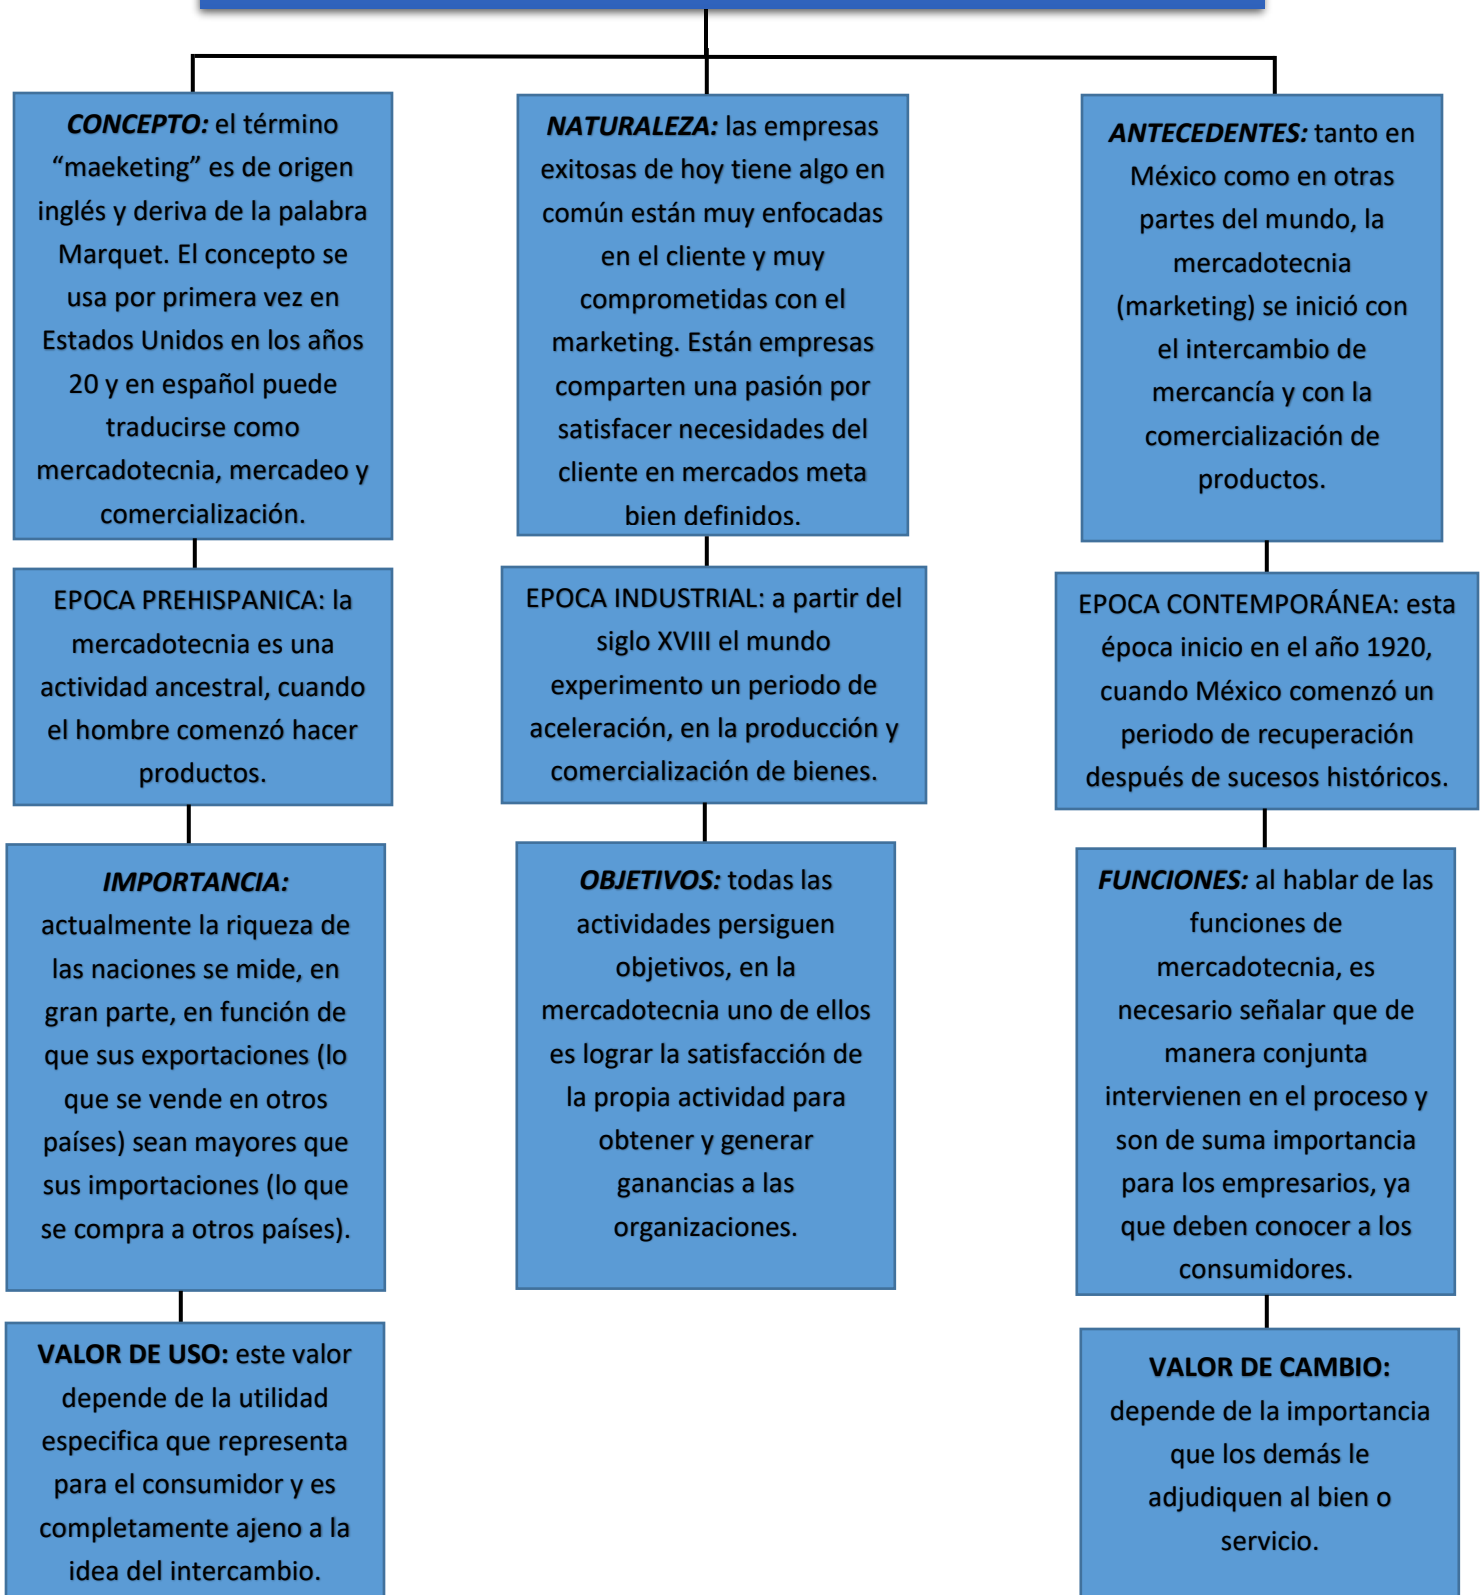 CONCEPTO: el término
“maeketing” es de origen
inglés y deriva de la palabra
Marquet. El concepto se
usa por primera vez en
Estados Unidos en los años
20 y en español puede
traducirse como
mercadotecnia, mercadeo y
comercialización.
NATURALEZA: las empresas
exitosas de hoy tiene algo en
común están muy enfocadas
en el cliente y muy
comprometidas con el
marketing. Están empresas
comparten una pasión por
satisfacer necesidades del
cliente en mercados meta
bien definidos.
ANTECEDENTES: tanto en
México como en otras
partes del mundo, la
mercadotecnia
(marketing) se inició con
el intercambio de
mercancía y con la
comercialización de
productos.
EPOCA PREHISPANICA: la
mercadotecnia es una
actividad ancestral, cuando
el hombre comenzó hacer
productos.
EPOCA INDUSTRIAL: a partir del
siglo XVIII el mundo
experimento un periodo de
aceleración, en la producción y
comercialización de bienes.
EPOCA CONTEMPORÁNEA: esta
época inicio en el año 1920,
cuando México comenzó un
periodo de recuperación
después de sucesos históricos.
IMPORTANCIA:
actualmente la riqueza de
las naciones se mide, en
gran parte, en función de
que sus exportaciones (lo
que se vende en otros
países) sean mayores que
sus importaciones (lo que
se compra a otros países).
OBJETIVOS: todas las
actividades persiguen
objetivos, en la
mercadotecnia uno de ellos
es lograr la satisfacción de
la propia actividad para
obtener y generar
ganancias a las
organizaciones.
FUNCIONES: al hablar de las
funciones de
mercadotecnia, es
necesario señalar que de
manera conjunta
intervienen en el proceso y
son de suma importancia
para los empresarios, ya
que deben conocer a los
consumidores.
VALOR DE USO: este valor
depende de la utilidad
especifica que representa
para el consumidor y es
completamente ajeno a la
idea del intercambio.
VALOR DE CAMBIO:
depende de la importancia
que los demás le
adjudiquen al bien o
servicio.